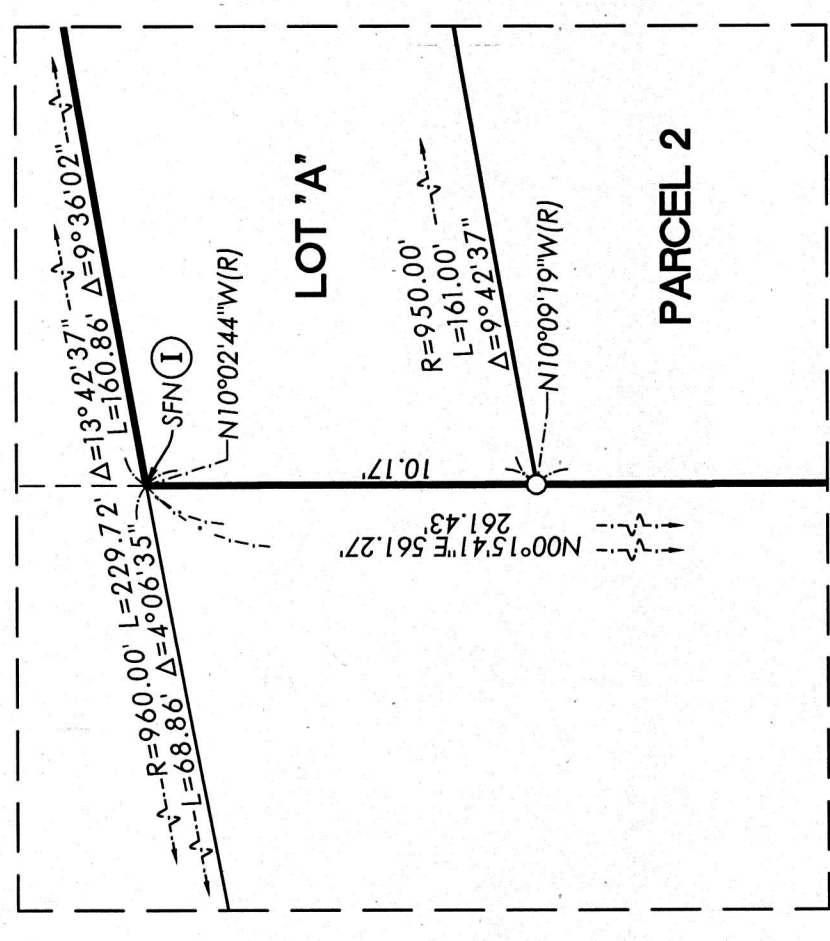 R=960.00' L=229.72' Δ=13°42'37"
L=68.86' Δ=4°06'35"
L=160.86' Δ=9°36'02"
SFN I
N10°02'44"W(R)
LOT "A"
R=950.00'
L=161.00'
Δ=9°42'37"
N10°09'19"W(R)
PARCEL 2
10.17'
261.43'
N00°15'41"E 561.27'